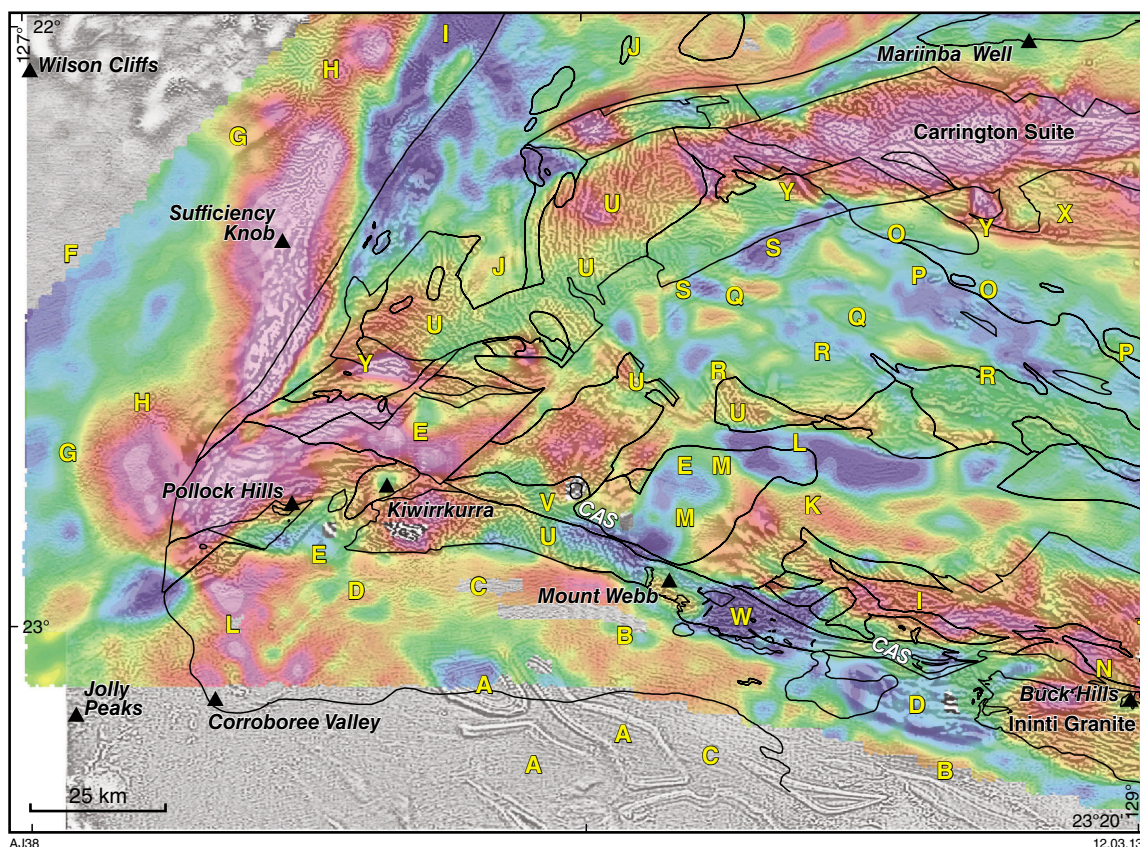 127°
22°
I
J
Mariinba Well
Wilson Cliffs
H
G
Carrington Suite
Sufficiency
Knob
U
Y
X
Y
O
F
S
J
U
P
S
Q
O
Q
U
R
P
Y
R
R
U
H
U
E
L
G
E
M
Pollock Hills
V
K
Kiwirrkurra
CAS
M
U
E
D
C
Mount Webb
I
W
23°
L
B
CAS
N
A
Jolly
Peaks
Buck Hills
D
Corroboree Valley
Ininti Granite
A
C
A
B
25 km
129°
23°20'
AJ38
12.03.13